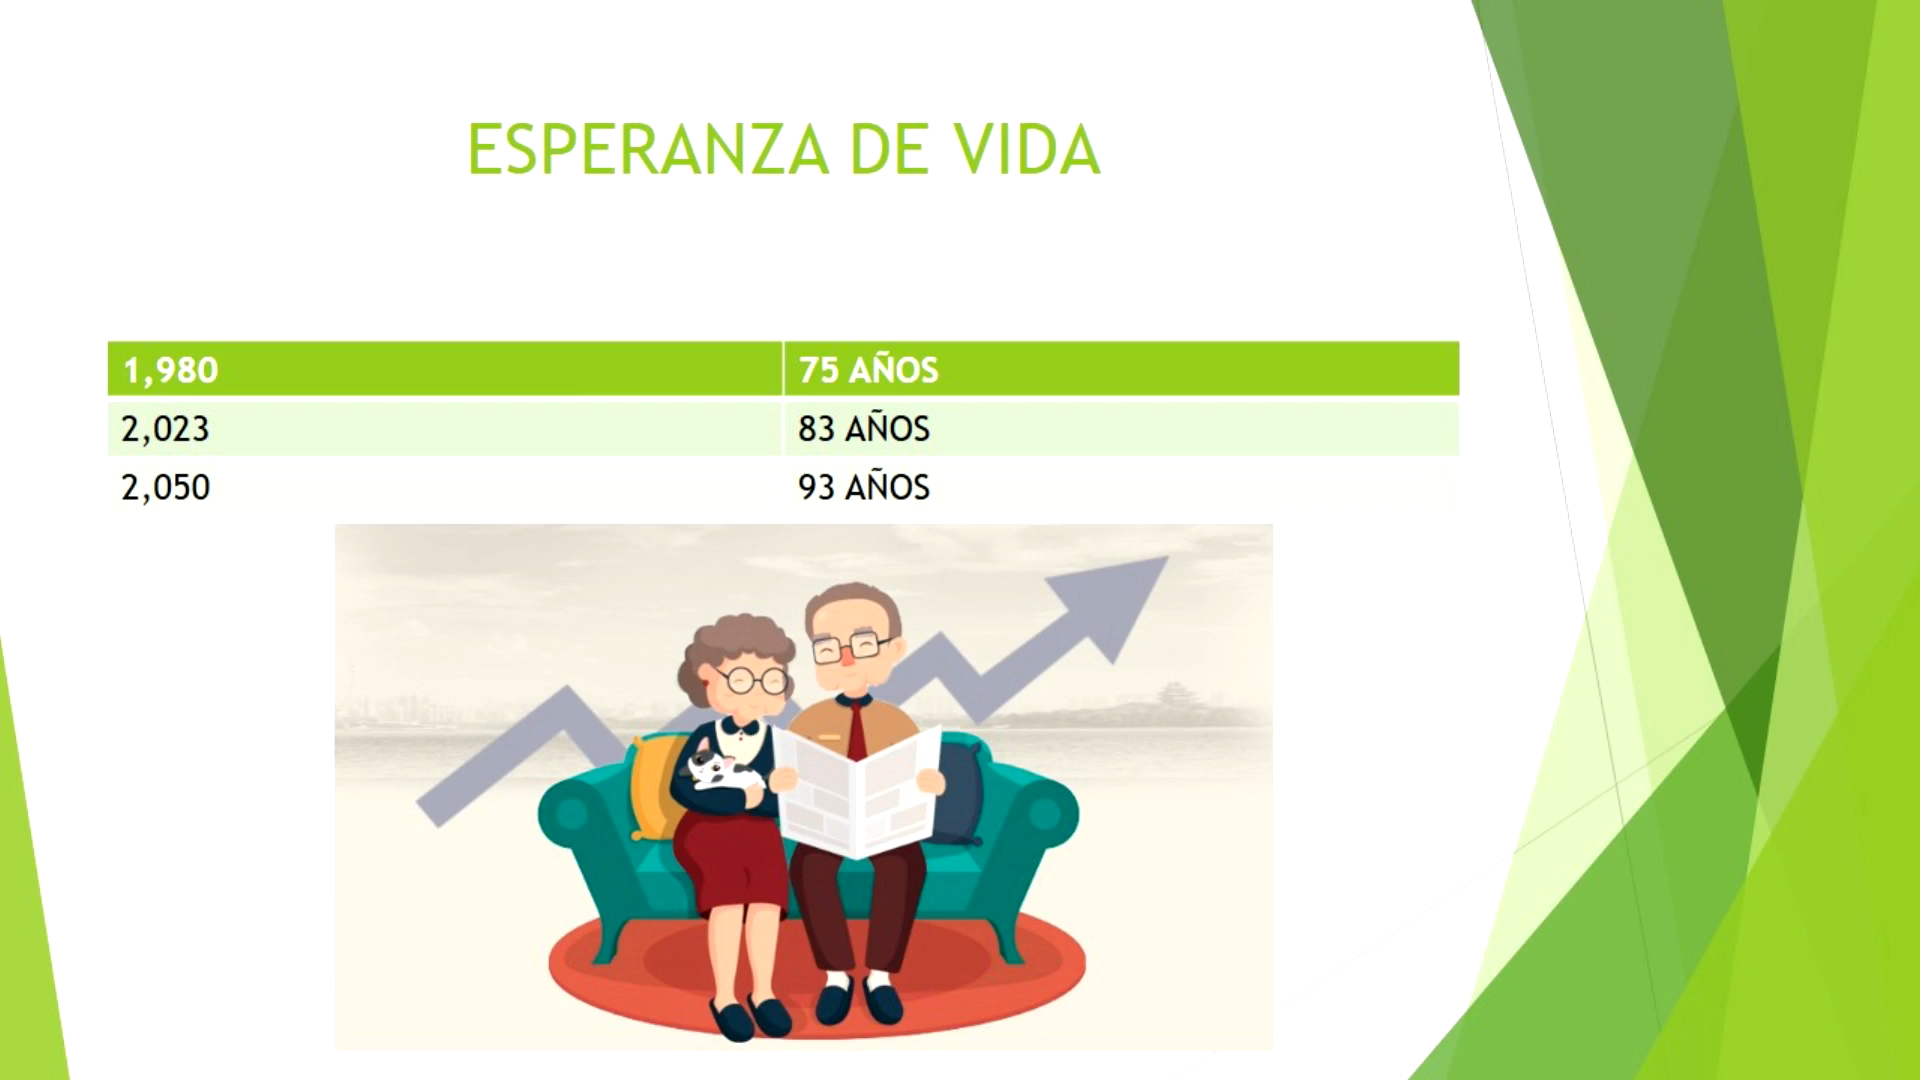 ESPERANZA DE VIDA
1,980 75 AÑOS
2,023 83 AÑOS
2,050 93 AÑOS